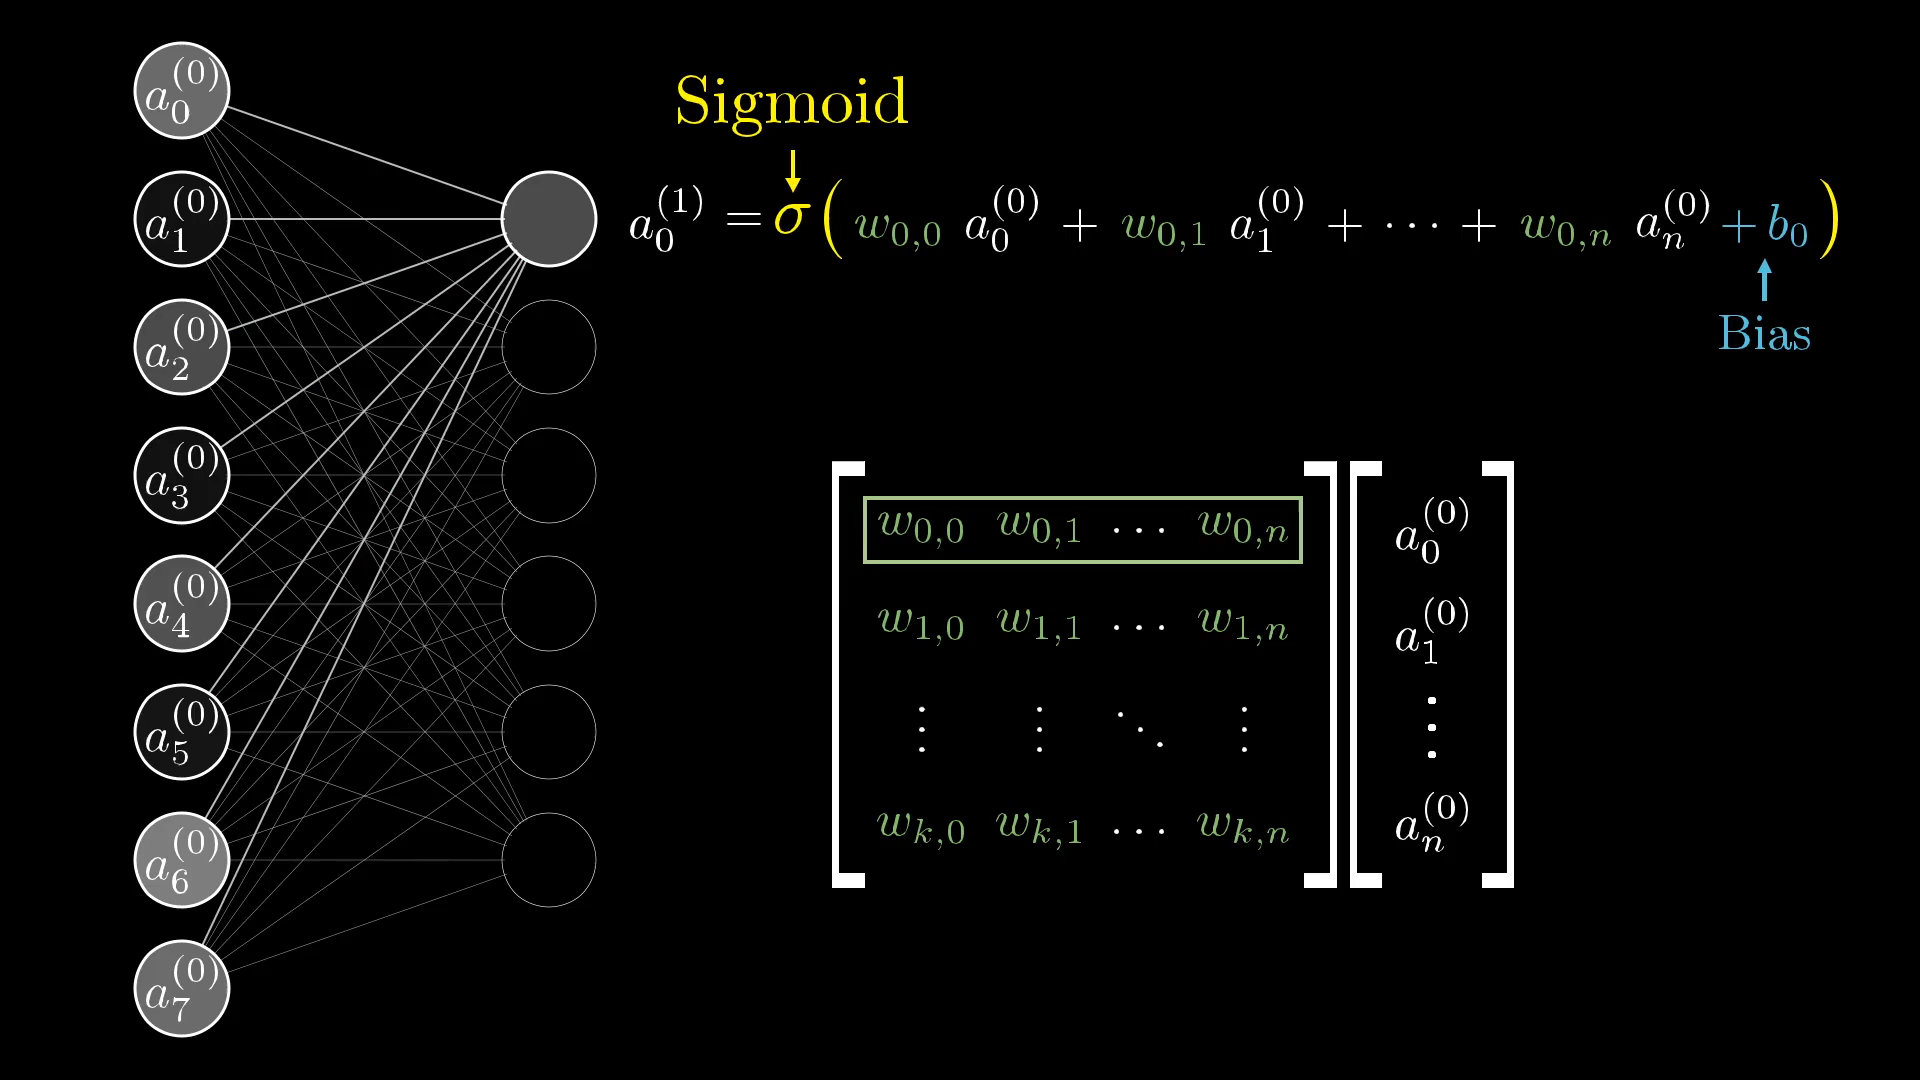 Sigmoid
a_0^{(1)} = σ( w_{0,0} a_0^{(0)} + w_{0,1} a_1^{(0)} + ⋯ + w_{0,n} a_n^{(0)} + b_0 )
Bias
a_0^{(0)}
a_1^{(0)}
a_2^{(0)}
a_3^{(0)}
a_4^{(0)}
a_5^{(0)}
a_6^{(0)}
a_7^{(0)}
w_{0,0} w_{0,1} … w_{0,n}
w_{1,0} w_{1,1} … w_{1,n}
⋮ ⋮ ⋱ ⋮
w_{k,0} w_{k,1} … w_{k,n}
a_0^{(0)}
a_1^{(0)}
⋮
a_n^{(0)}